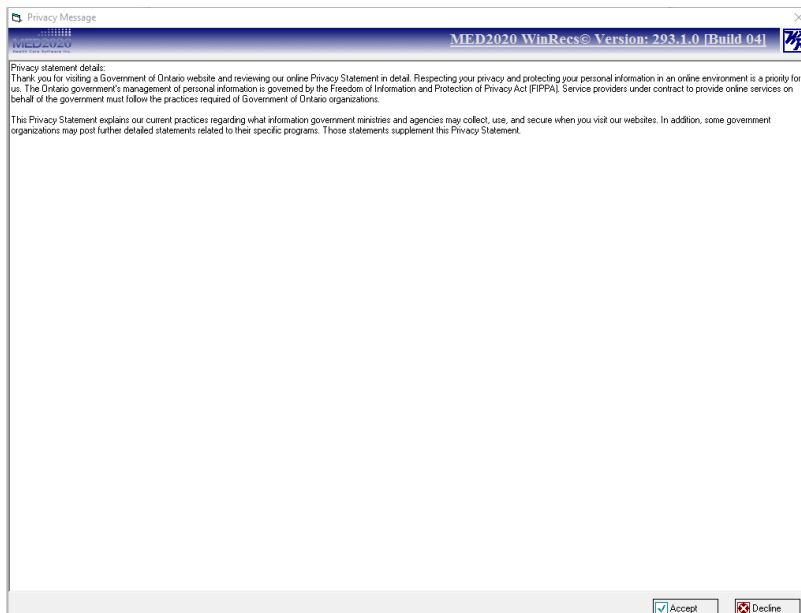 Privacy Message
MED2020
Health Care Software Inc.
MED2020 WinRecs© Version: 293.1.0 [Build 04]
Privacy statement details:
Thank you for visiting a Government of Ontario website and reviewing our online Privacy Statement in detail. Respecting your privacy and protecting your personal information in an online environment is a priority for
us. The Ontario government's management of personal information is governed by the Freedom of Information and Protection of Privacy Act (FIPPA). Service providers under contract to provide online services on
behalf of the government must follow the practices required of Government of Ontario organizations.
This Privacy Statement explains our current practices regarding what information government ministries and agencies may collect, use, and secure when you visit our websites. In addition, some government
organizations may post further detailed statements related to their specific programs. Those statements supplement this Privacy Statement.
Accept
Decline